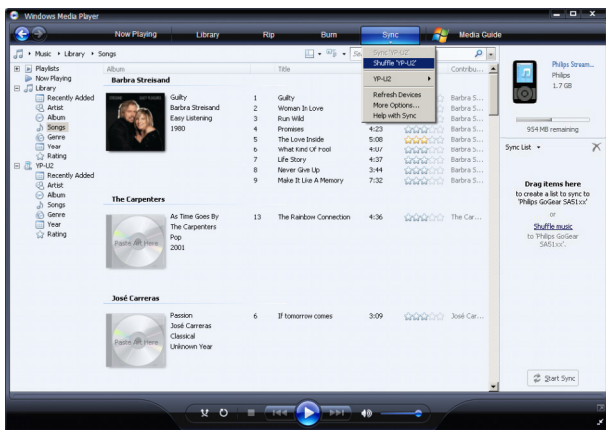 Windows Media Player
Now Playing Library Rip Burn Sync Media Guide
Music Library Songs
Sync 'YP-U2'
Shuffle 'YP-U2'
YP-U2
Refresh Devices
More Options...
Help with Sync
Playlists
Now Playing
Library
Recently Added
Artist
Album
Songs
Genre
Year
Rating
YP-U2
Recently Added
Artist
Album
Songs
Genre
Year
Rating
Album Title Contribu...
Barbra Streisand
Guilty
Barbra Streisand
Easy Listening
1980
1 Guilty Barbra S...
2 Woman In Love Barbra S...
3 Run Wild Barbra S...
4 Promises 4:23 Barbra S...
5 The Love Inside 5:08 Barbra S...
6 What Kind Of Fool 4:07 Barbra S...
7 Life Story 4:37 Barbra S...
8 Never Give Up 3:44 Barbra S...
9 Make It Like A Memory 7:32 Barbra S...
The Carpenters
Paste Art Here
As Time Goes By
The Carpenters
Pop
2001
13 The Rainbow Connection 4:36 The Car...
José Carreras
Paste Art Here
Passion
José Carreras
Classical
Unknown Year
6 If tomorrow comes 3:09 José Car...
Philips Stream...
Philips
1.7 GB
954 MB remaining
Sync List
Drag items here
to create a list to sync to
'Philips GoGear
SA51xx'
or
Shuffle music
to 'Philips GoGear
SA51xx'.
Start Sync